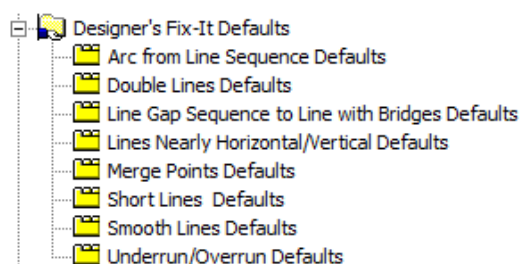 Designer's Fix-It Defaults
Arc from Line Sequence Defaults
Double Lines Defaults
Line Gap Sequence to Line with Bridges Defaults
Lines Nearly Horizontal/Vertical Defaults
Merge Points Defaults
Short Lines  Defaults
Smooth Lines Defaults
Underrun/Overrun Defaults